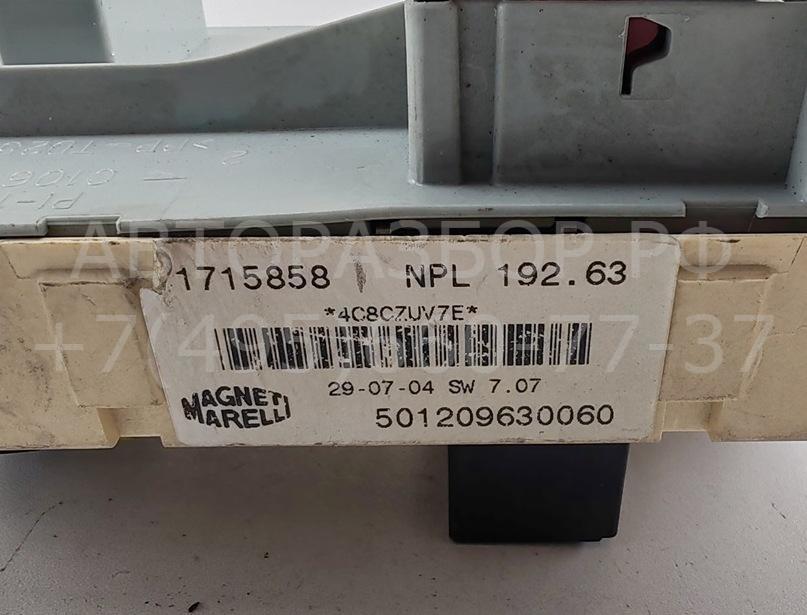 АВТОРАЗБОР.РФ
1715858 NPL 192.63
*4C8CZUV7E*
29-07-04 SW 7.07
MAGNETI
MARELLI
501209630060